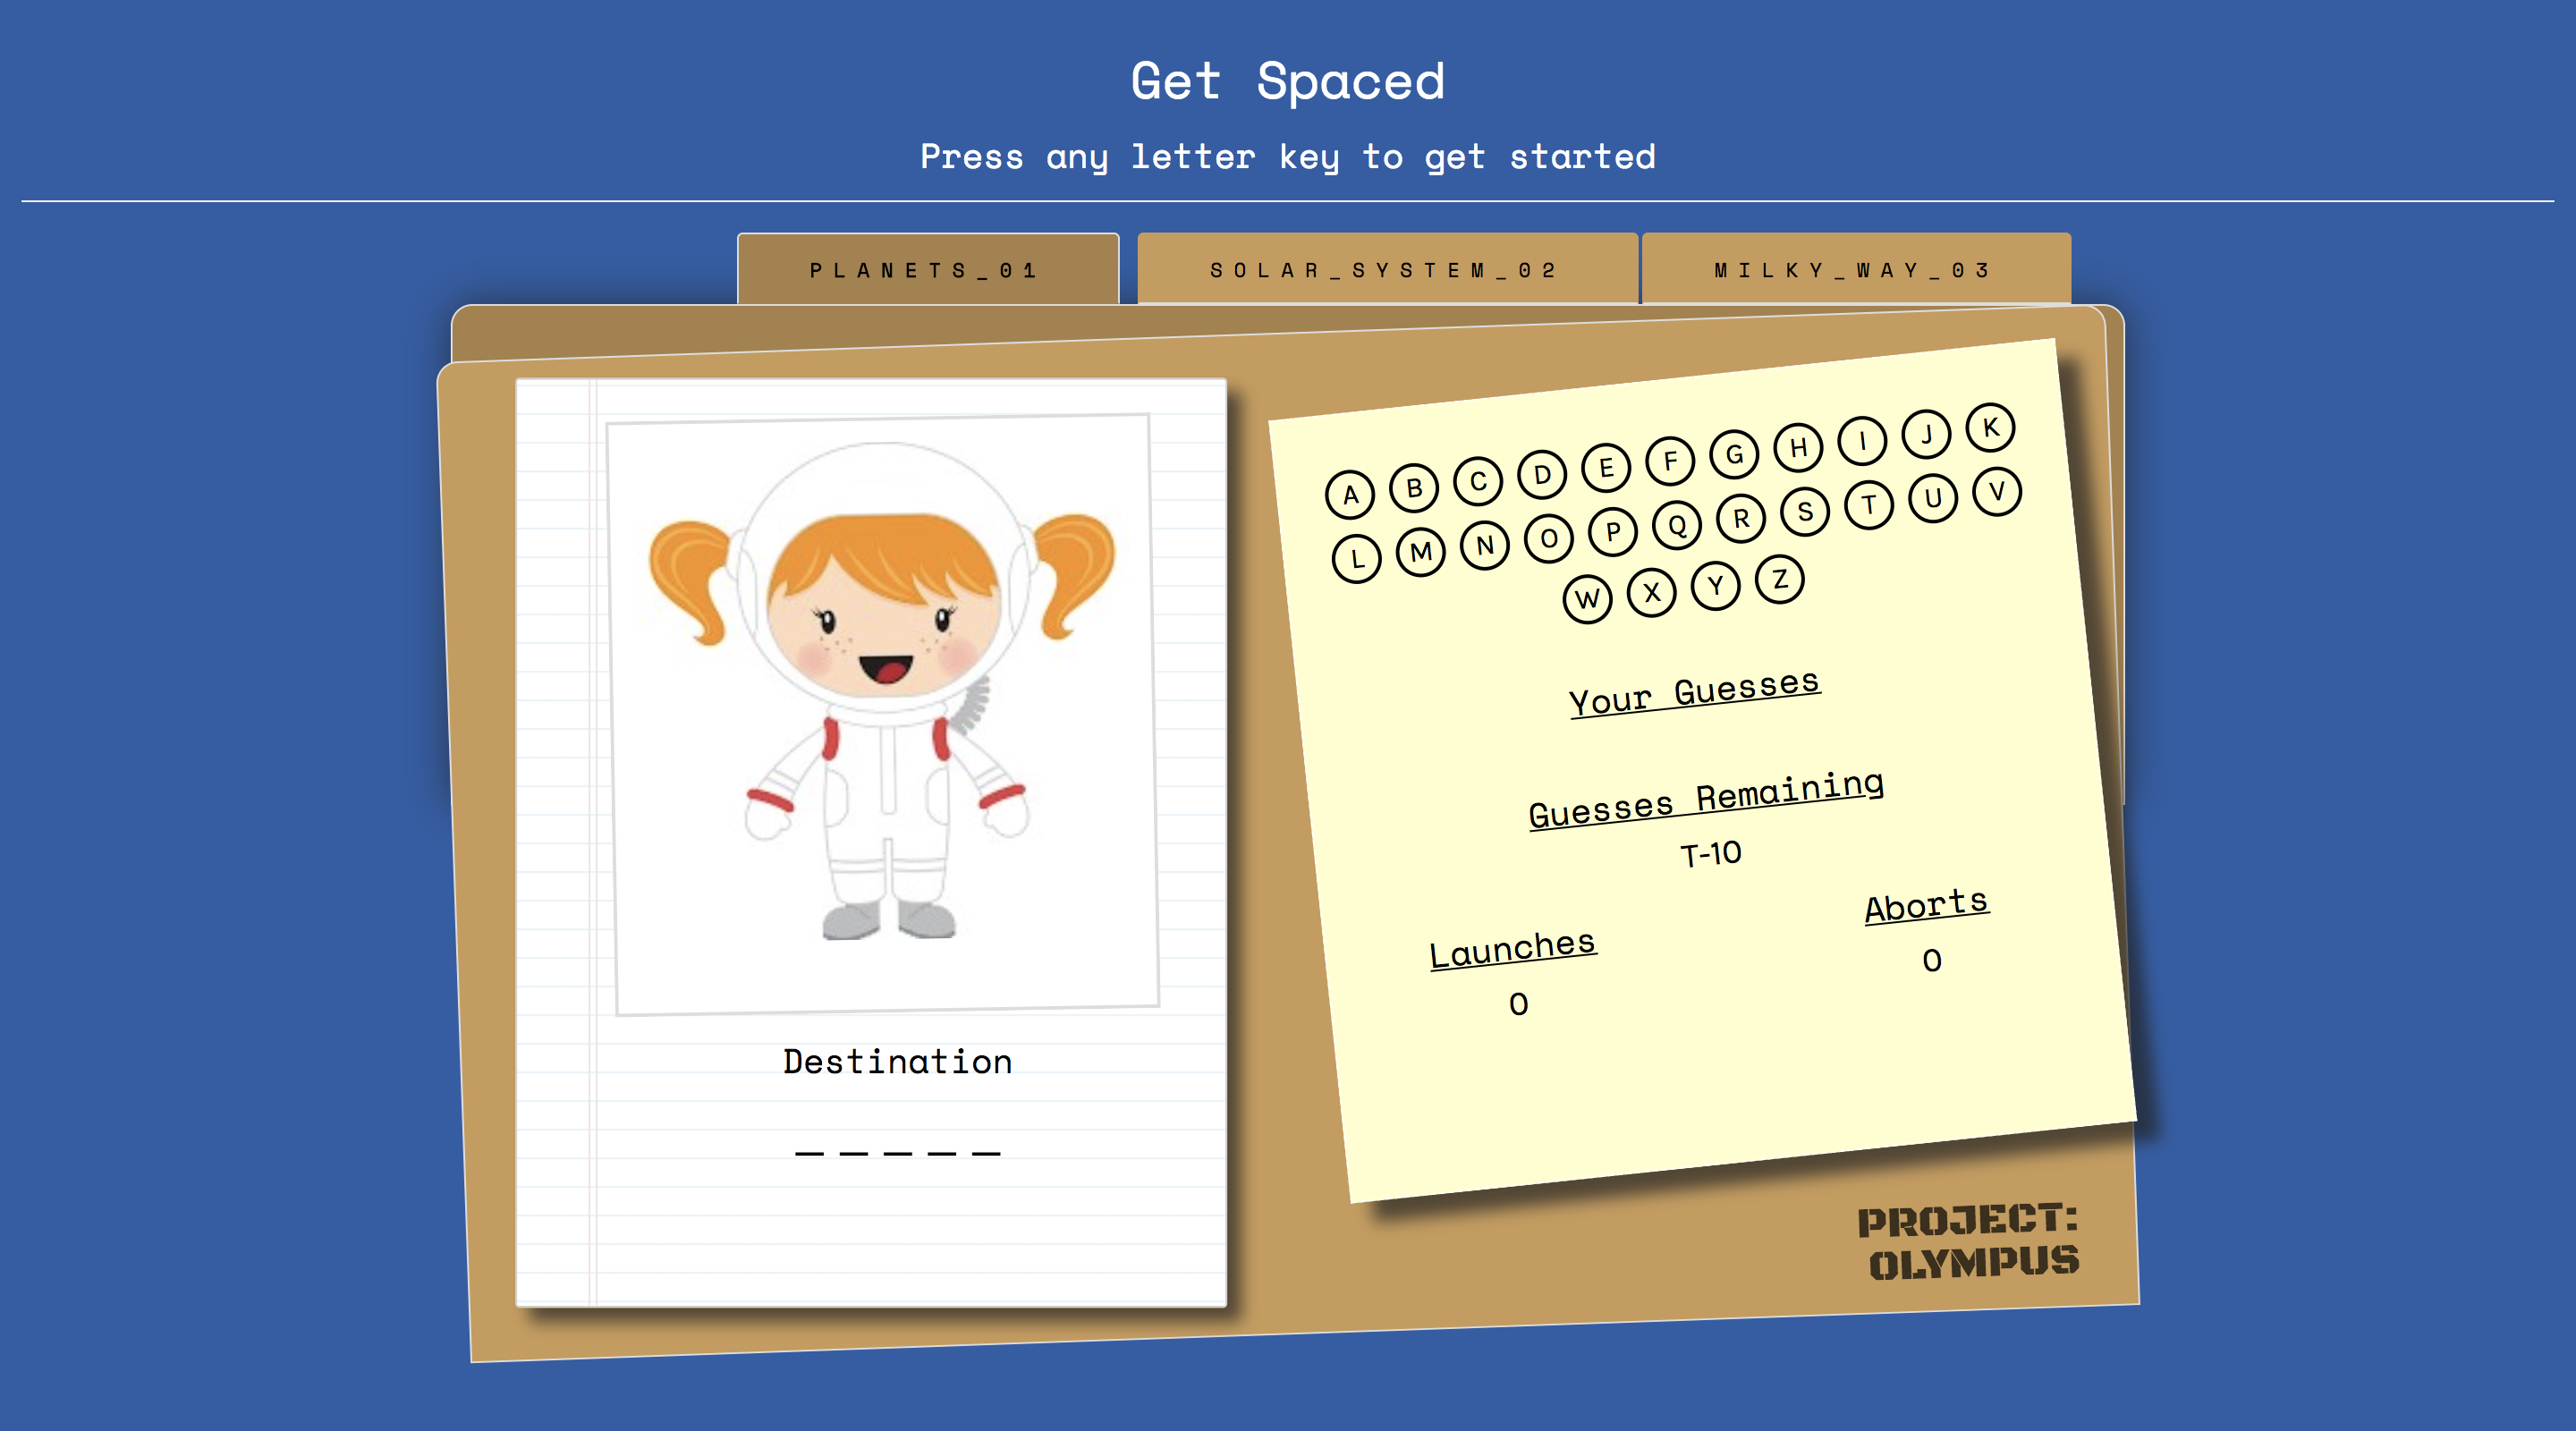 Get Spaced
Press any letter key to get started
PLANETS_01
SOLAR_SYSTEM_02
MILKY_WAY_03
A B C D E F G H I J K
L M N O P Q R S T U V
W X Y Z
Your Guesses
Guesses Remaining
T-10
Launches
0
Aborts
0
Destination
_ _ _ _ _
PROJECT:
OLYMPUS